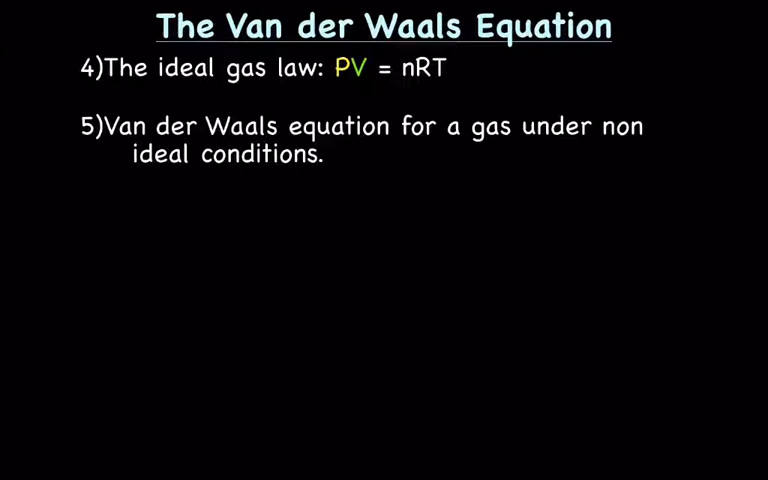 The Van der Waals Equation
4)The ideal gas law: PV = nRT
5)Van der Waals equation for a gas under non
ideal conditions.